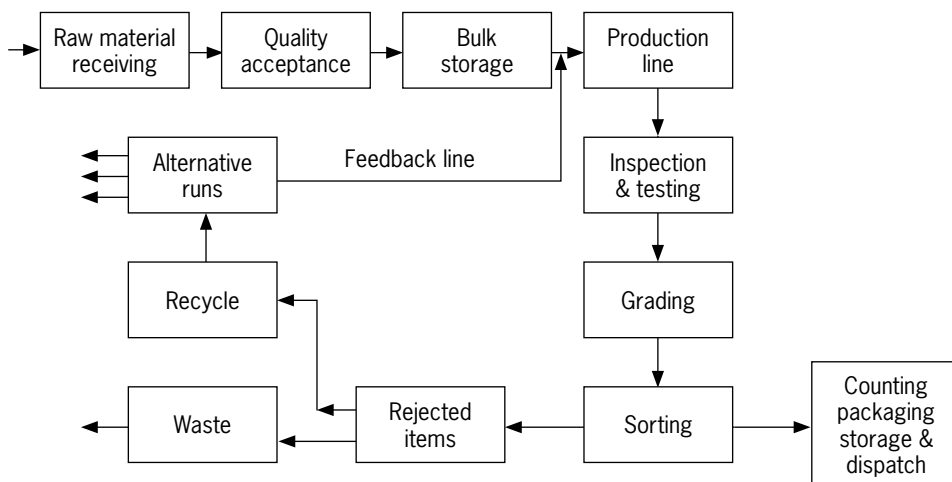 Raw material
receiving
Quality
acceptance
Bulk
storage
Production
line
Alternative
runs
Feedback line
Inspection
& testing
Recycle
Grading
Waste
Rejected
items
Sorting
Counting
packaging
storage &
dispatch